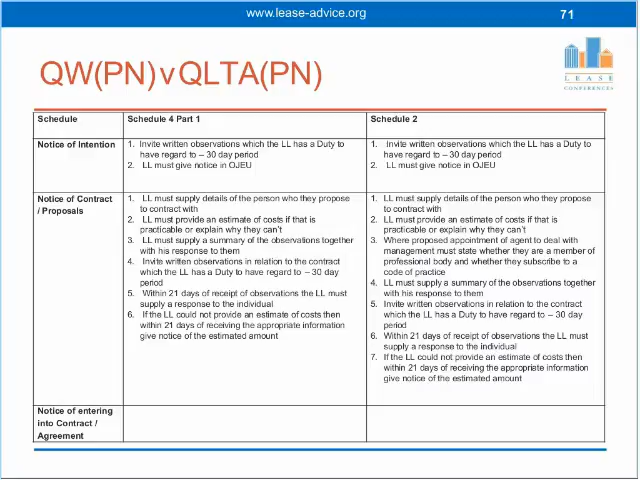 www.lease-advice.org
71
QW(PN) v QLTA(PN)
LEASE
CONFERENCES
Schedule
Schedule 4 Part 1
Schedule 2
Notice of Intention
1. Invite written observations which the LL has a Duty to
have regard to – 30 day period
2. LL must give notice in OJEU
1. Invite written observations which the LL has a Duty to
have regard to – 30 day period
2. LL must give notice in OJEU
Notice of Contract
/ Proposals
1. LL must supply details of the person who they propose
to contract with
2. LL must provide an estimate of costs if that is
practicable or explain why they can't
3. LL must supply a summary of the observations together
with his response to them
4. Invite written observations in relation to the contract
which the LL has a Duty to have regard to – 30 day
period
5. Within 21 days of receipt of observations the LL must
supply a response to the individual
6. If the LL could not provide an estimate of costs then
within 21 days of receiving the appropriate information
give notice of the estimated amount
1. LL must supply details of the person who they propose
to contract with
2. LL must provide an estimate of costs if that is
practicable or explain why they can't
3. Where proposed appointment of agent to deal with
management must state whether they are a member of
professional body and whether they subscribe to a
code of practice
4. LL must supply a summary of the observations together
with his response to them
5. Invite written observations in relation to the contract
which the LL has a Duty to have regard to – 30 day
period
6. Within 21 days of receipt of observations the LL must
supply a response to the individual
7. If the LL could not provide an estimate of costs then
within 21 days of receiving the appropriate information
give notice of the estimated amount
Notice of entering
into Contract /
Agreement